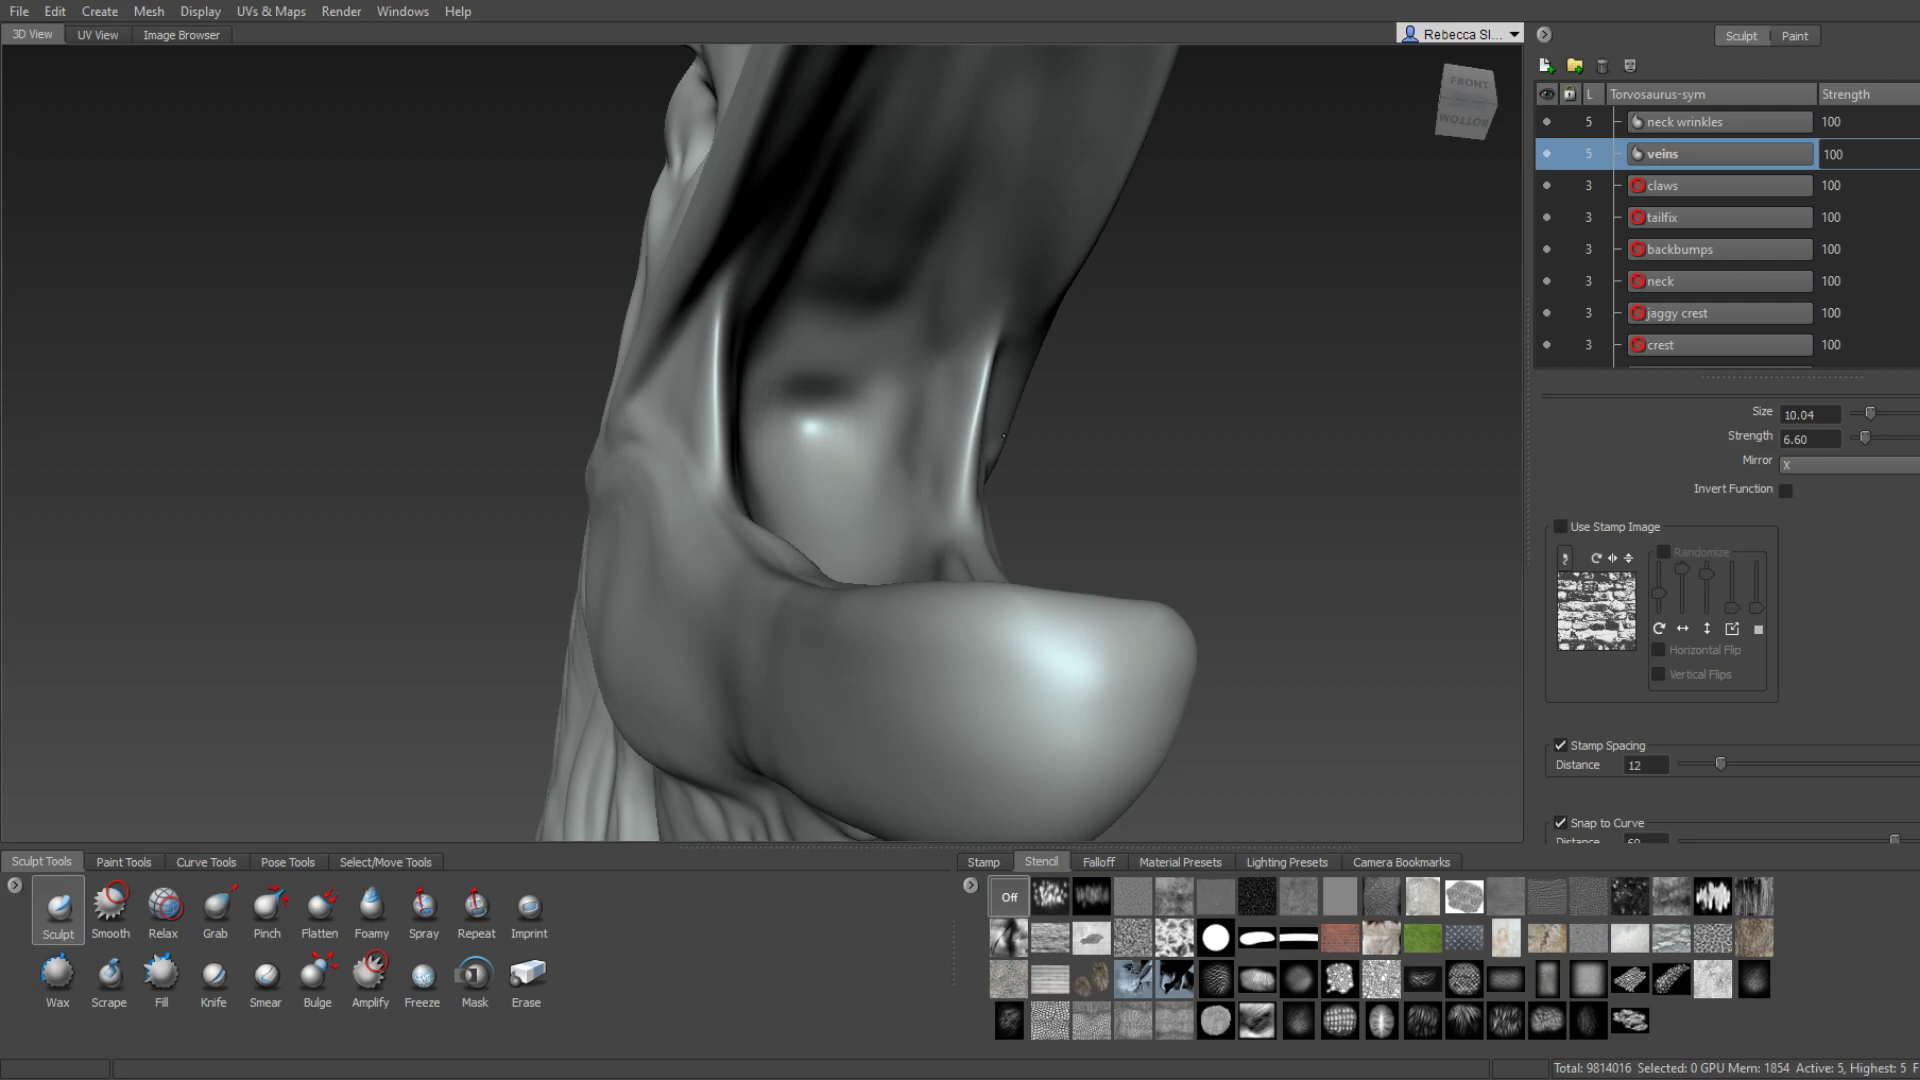 File Edit Create Mesh Display UVs & Maps Render Windows Help
3D View UV View Image Browser
Rebecca Sl...
Sculpt Paint
FRONT
BOTTOM
L Torvosaurus-sym Strength
5 neck wrinkles 100
5 veins 100
3 claws 100
3 tailfix 100
3 backbumps 100
3 neck 100
3 jaggy crest 100
3 crest 100
Size 10.04
Strength 6.60
Mirror X
Invert Function
Use Stamp Image
Randomize
Horizontal Flip
Vertical Flips
Stamp Spacing
Distance 12
Snap to Curve
Distance 60
Sculpt Tools Paint Tools Curve Tools Pose Tools Select/Move Tools
Stamp Stencil Falloff Material Presets Lighting Presets Camera Bookmarks
Off
Sculpt Smooth Relax Grab Pinch Flatten Foamy Spray Repeat Imprint
Wax Scrape Fill Knife Smear Bulge Amplify Freeze Mask Erase
Total: 9814016 Selected: 0 GPU Mem: 1854 Active: 5, Highest: 5 F